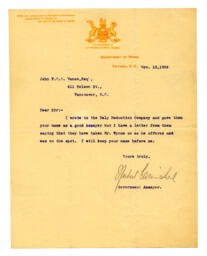 DEPARTMENT OF MINES
Victoria, B.C. Nov. 13, 1896
John F.C.B. Vance, Esq.,
411 Nelson St.,
Vancouver, B.C.
Dear Sir:-
I wrote to the Daly Reduction Company and gave them
your name as a good Assayer but I have a letter from them
saying that they have taken Mr. Wynne on as he offered and
was on the spot. I will keep your name before me.
Yours truly,
Government Assayer.